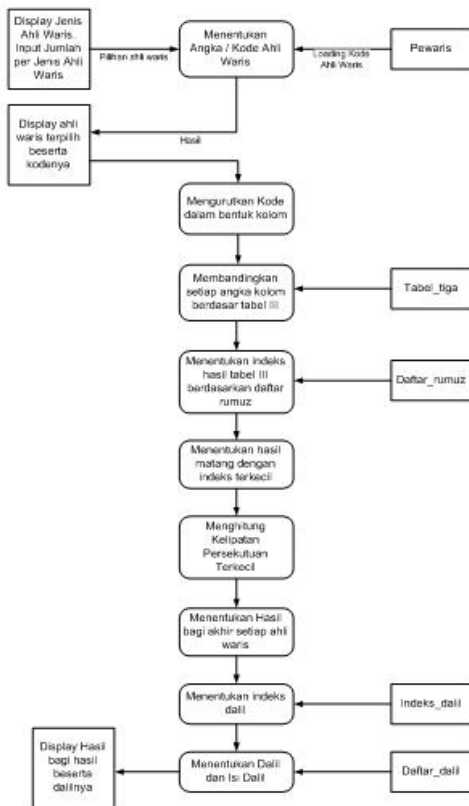 Display Jenis
Ahli Waris.
Input Jumlah
per Jenis Ahli
Waris
Pilihan ahli waris
Menentukan
Angka / Kode Ahli
Waris
Loading Kode
Ahli Waris
Pewaris
Display ahli
waris terpilih
beserta
kodenya
Hasil
Mengurutkan Kode
dalam bentuk kolom
Membandingkan
setiap angka kolom
berdasar tabel III
Tabel_tiga
Menentukan indeks
hasil tabel III
berdasarkan daftar
rumuz
Daftar_rumuz
Menentukan hasil
matang dengan
indeks terkecil
Menghitung
Kelipatan
Persekutuan
Terkecil
Menentukan Hasil
bagi akhir setiap ahli
waris
Menentukan indeks
dalil
Indeks_dalil
Display Hasil
bagi hasil
beserta
dalilnya
Menentukan Dalil
dan Isi Dalil
Daftar_dalil